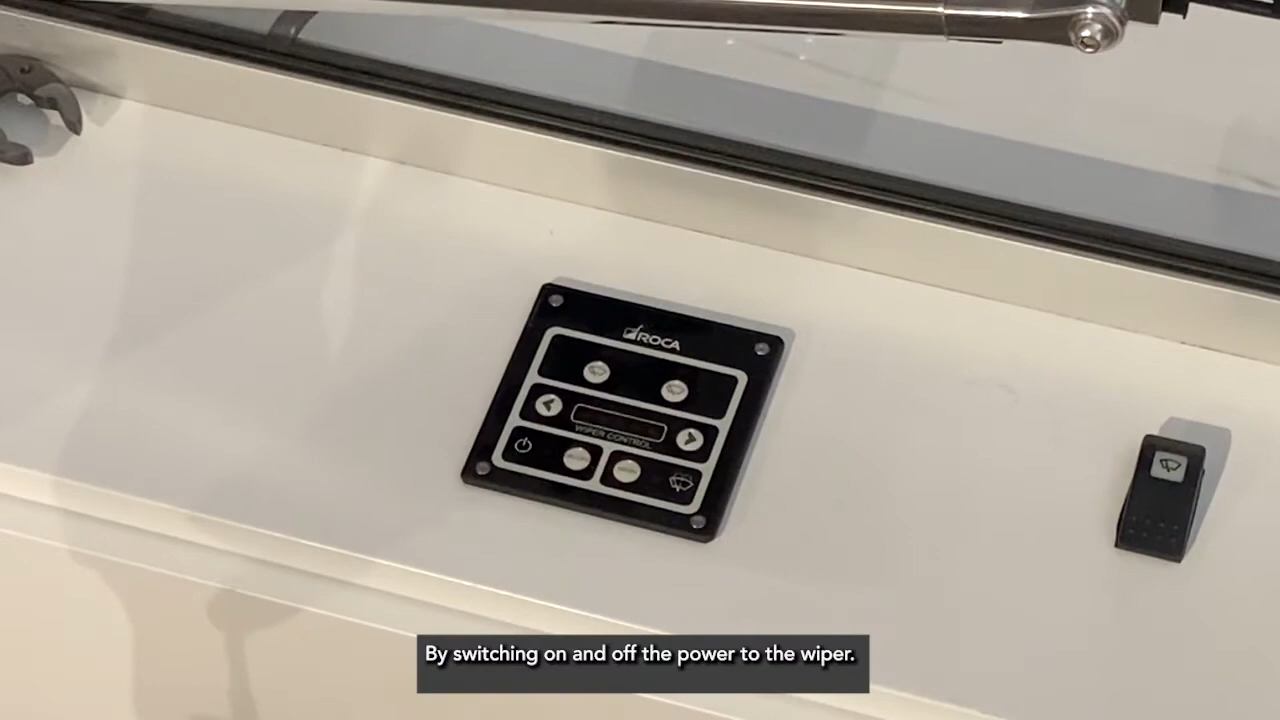 ROCA
WIPER CONTROL
By switching on and off the power to the wiper.